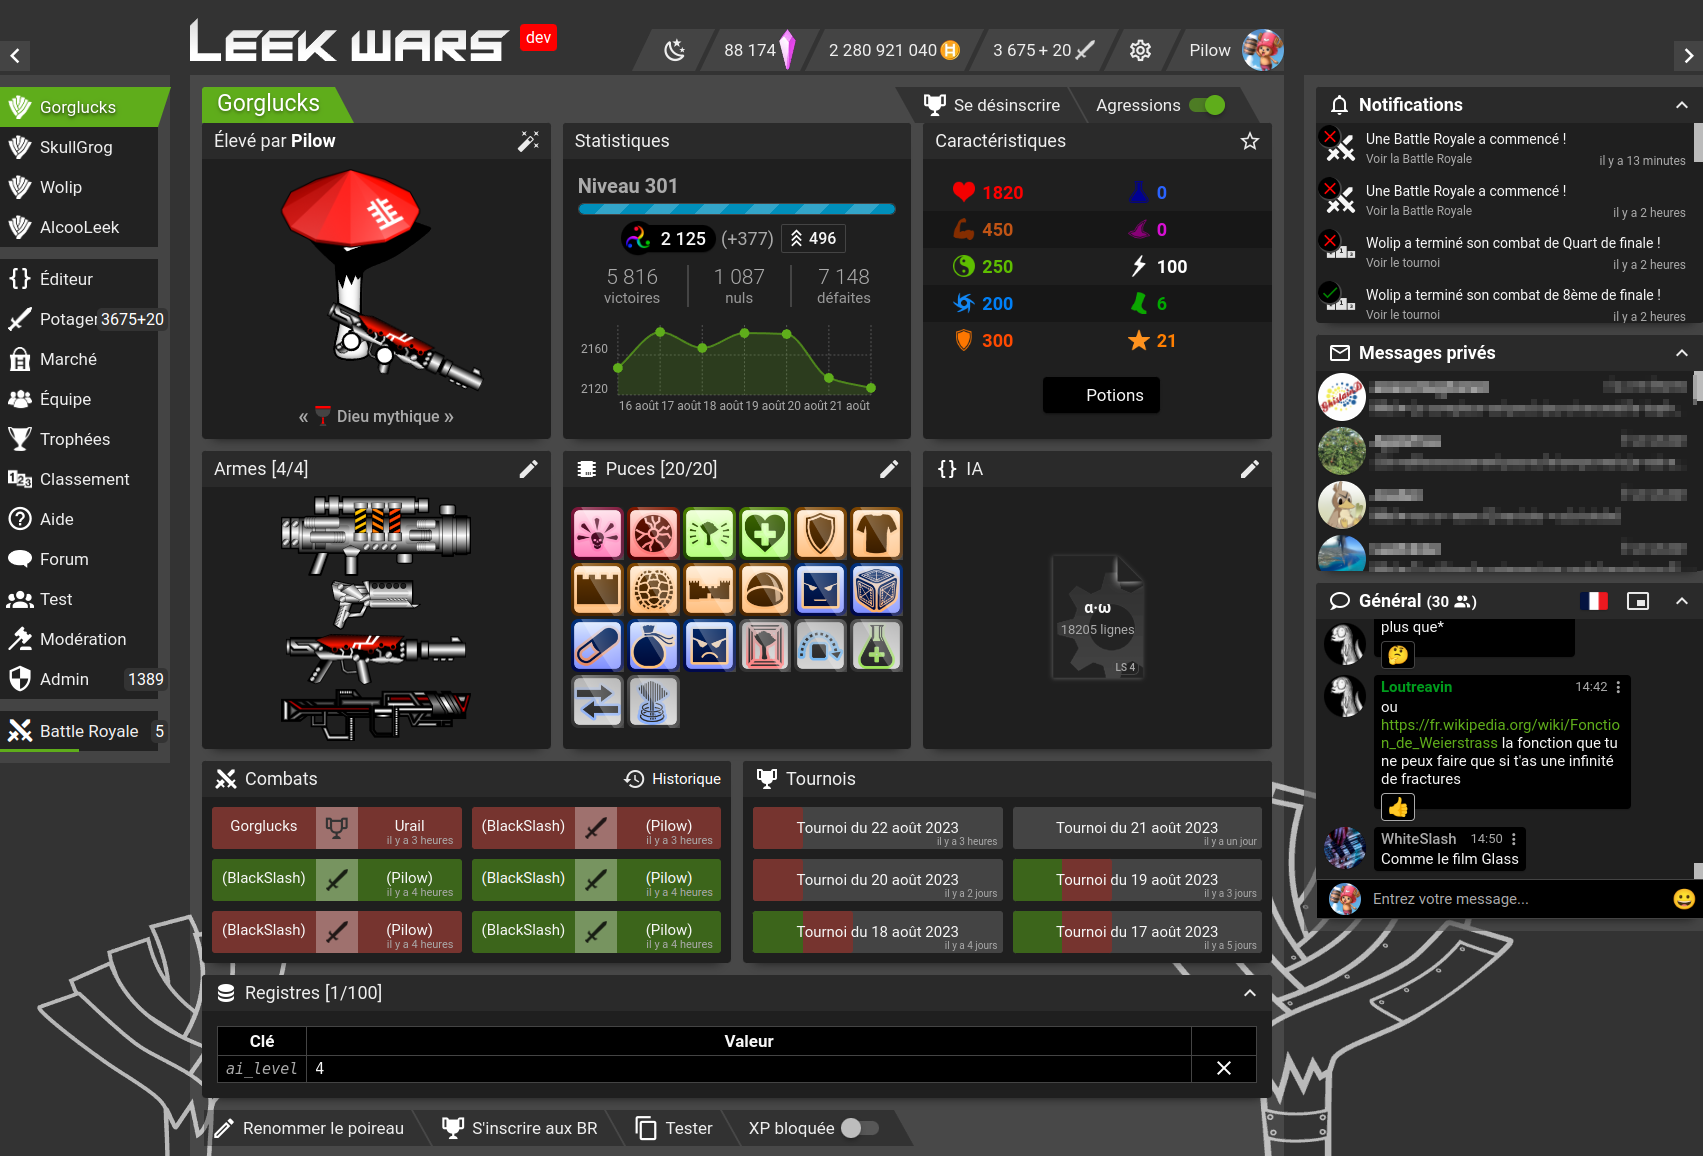 LEEK WARS dev
88 174
2 280 921 040
3 675 + 20
Pilow
Gorglucks
SkullGrog
Wolip
AlcooLeek
{} Éditeur
Potager 3675+20
Marché
Équipe
Trophées
Classement
Aide
Forum
Test
Modération
Admin 1389
Battle Royale 5
Gorglucks
Se désinscrire
Agressions
Élevé par Pilow
« Dieu mythique »
Statistiques
Niveau 301
2 125 (+377) 496
5 816 1 087 7 148
victoires nuls défaites
2160
2120
16 août 17 août 18 août 19 août 20 août 21 août
Caractéristiques
1820 0
450 0
250 100
200 6
300 21
Potions
Armes [4/4]
Puces [20/20]
{} IA
α·ω
18205 lignes
LS 4
Combats
Historique
Gorglucks Urail
il y a 3 heures
(BlackSlash) (Pilow)
il y a 3 heures
(BlackSlash) (Pilow)
il y a 4 heures
(BlackSlash) (Pilow)
il y a 4 heures
(BlackSlash) (Pilow)
il y a 4 heures
(BlackSlash) (Pilow)
il y a 4 heures
Tournois
Tournoi du 22 août 2023
il y a 3 heures
Tournoi du 21 août 2023
il y a un jour
Tournoi du 20 août 2023
il y a 2 jours
Tournoi du 19 août 2023
il y a 3 jours
Tournoi du 18 août 2023
il y a 4 jours
Tournoi du 17 août 2023
il y a 5 jours
Registres [1/100]
Clé Valeur
ai_level 4
Renommer le poireau
S'inscrire aux BR
Tester
XP bloquée
Notifications
Une Battle Royale a commencé !
Voir la Battle Royale il y a 13 minutes
Une Battle Royale a commencé !
Voir la Battle Royale il y a 2 heures
Wolip a terminé son combat de Quart de finale !
Voir le tournoi il y a 2 heures
Wolip a terminé son combat de 8ème de finale !
Voir le tournoi il y a 2 heures
Messages privés
Général (30)
plus que*
Loutreavin 14:42
ou
https://fr.wikipedia.org/wiki/Fonctio
n_de_Weierstrass la fonction que tu
ne peux faire que si t'as une infinité
de fractures
WhiteSlash 14:50
Comme le film Glass
Entrez votre message...